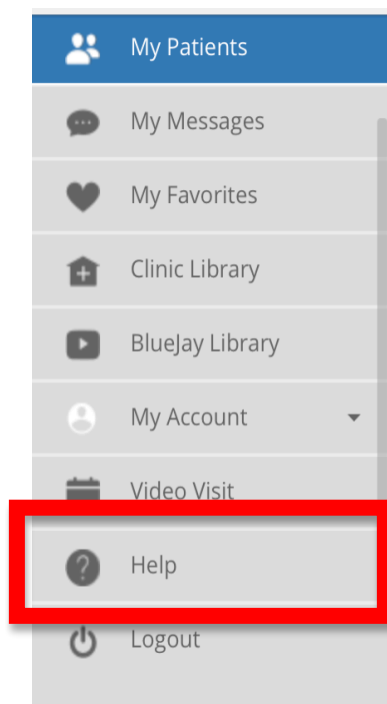 My Patients
My Messages
My Favorites
Clinic Library
BlueJay Library
My Account
Video Visit
Help
Logout